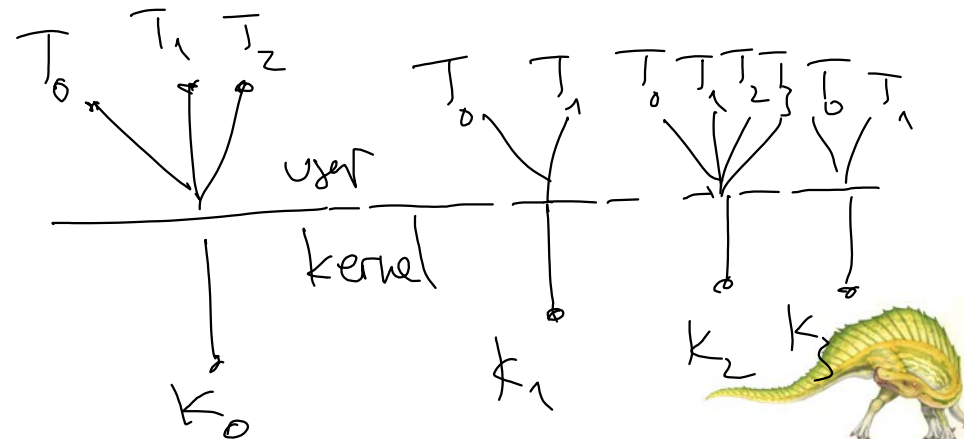 T0 T1 T2 T0 T1 T0 T1 T2 T3 T0 T1
user
kernel
K0 K1 K2 K3